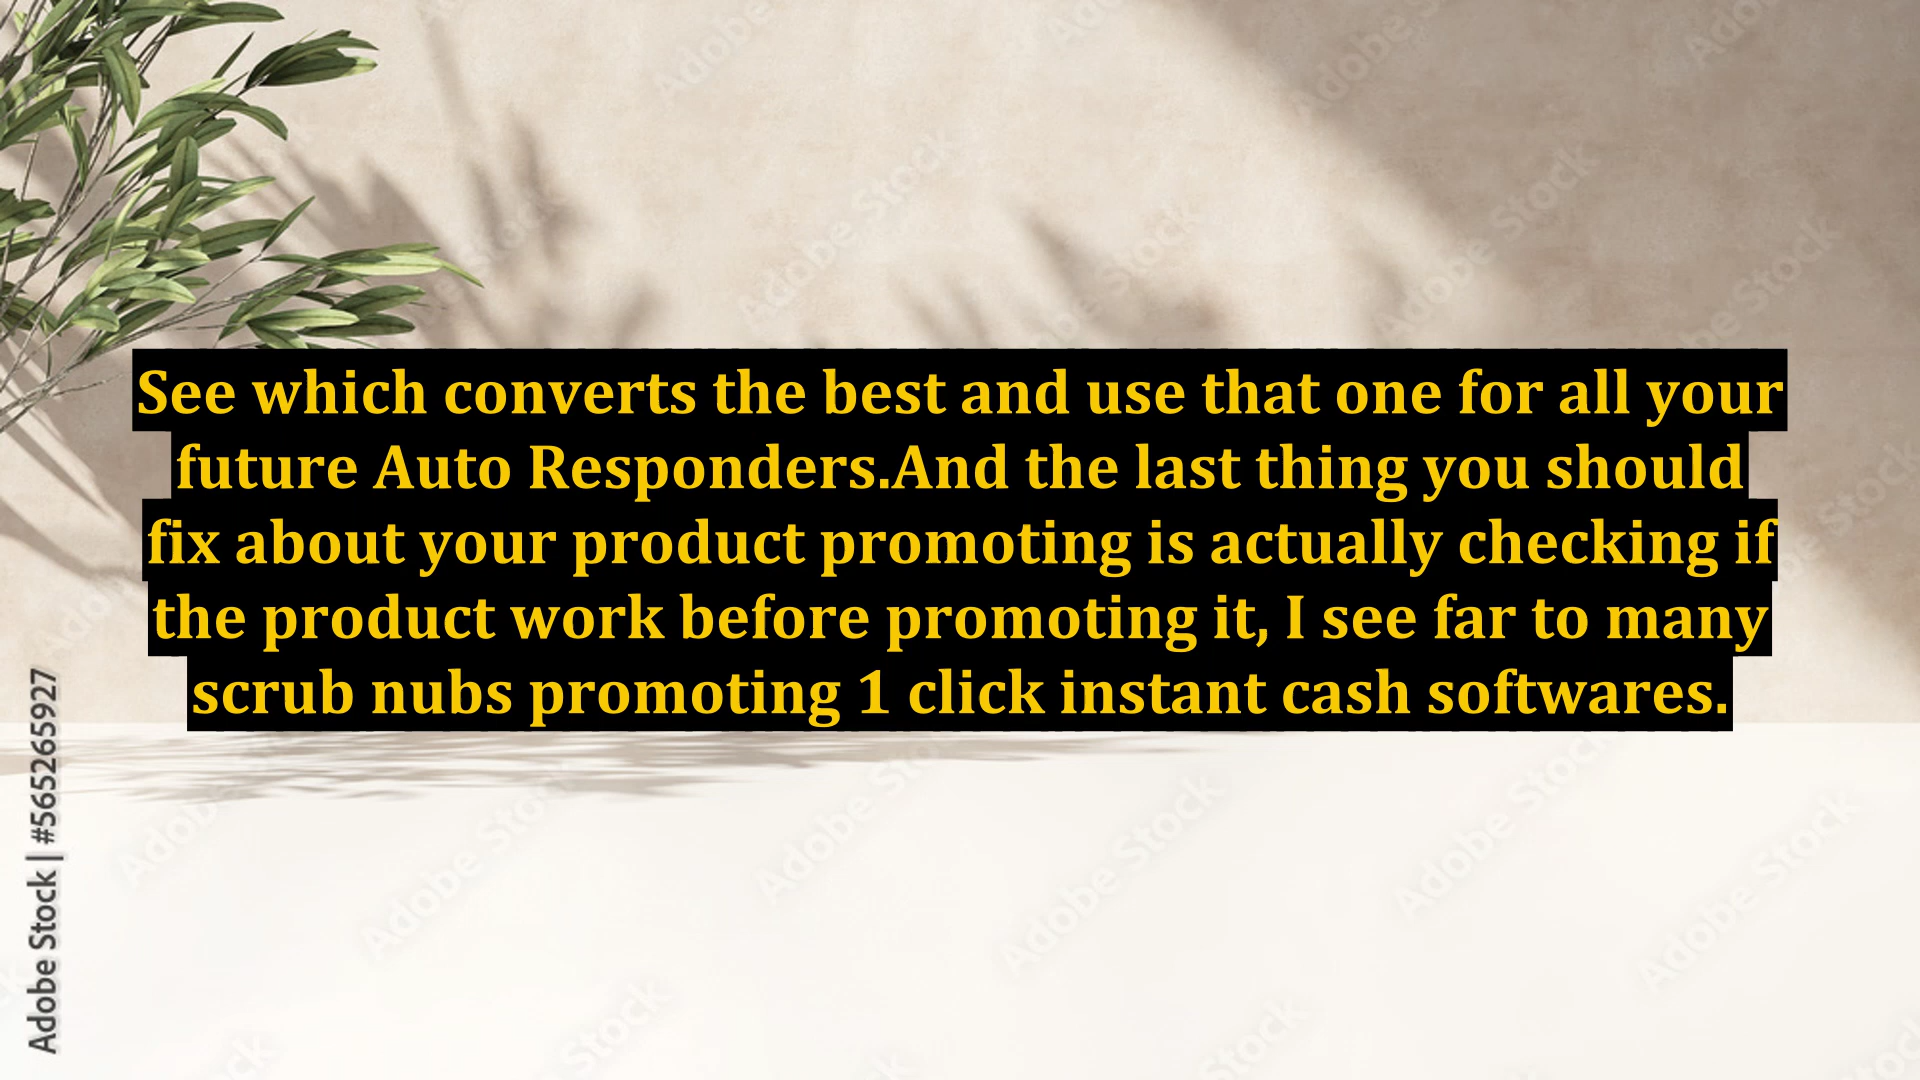 See which converts the best and use that one for all your
future Auto Responders.And the last thing you should
fix about your product promoting is actually checking if
the product work before promoting it, I see far to many
scrub nubs promoting 1 click instant cash softwares.
Adobe Stock | #565265927